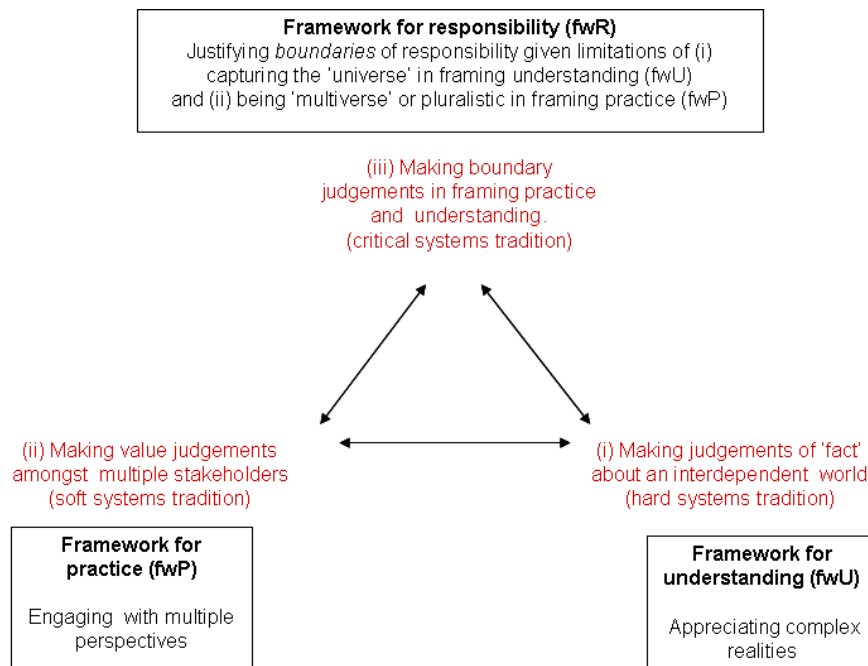 Framework for responsibility (fwR)
Justifying boundaries of responsibility given limitations of (i)
capturing the 'universe' in framing understanding (fwU)
and (ii) being 'multiverse' or pluralistic in framing practice (fwP)
(iii) Making boundary
judgements in framing practice
and understanding.
(critical systems tradition)
(ii) Making value judgements
amongst multiple stakeholders
(soft systems tradition)
(i) Making judgements of 'fact'
about an interdependent world
(hard systems tradition)
Framework for
practice (fwP)
Engaging with multiple
perspectives
Framework for
understanding (fwU)
Appreciating complex
realities